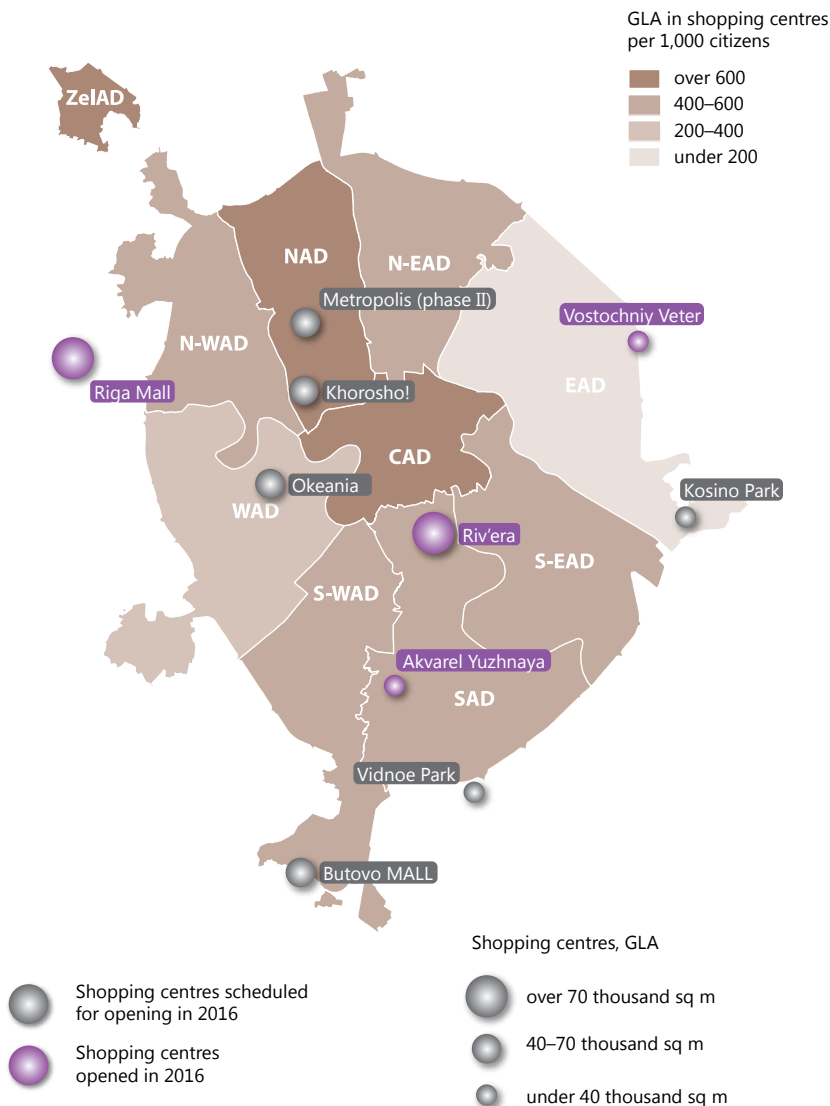 GLA in shopping centres
per 1,000 citizens
over 600
400–600
200–400
under 200
ZelAD
NAD
N-EAD
Metropolis (phase II)
Vostochniy Veter
N-WAD
EAD
Riga Mall
Khorosho!
CAD
Okeania
Kosino Park
WAD
Riv'era
S-EAD
S-WAD
Akvarel Yuzhnaya
SAD
Vidnoe Park
Butovo MALL
Shopping centres scheduled
for opening in 2016
Shopping centres
opened in 2016
Shopping centres, GLA
over 70 thousand sq m
40–70 thousand sq m
under 40 thousand sq m